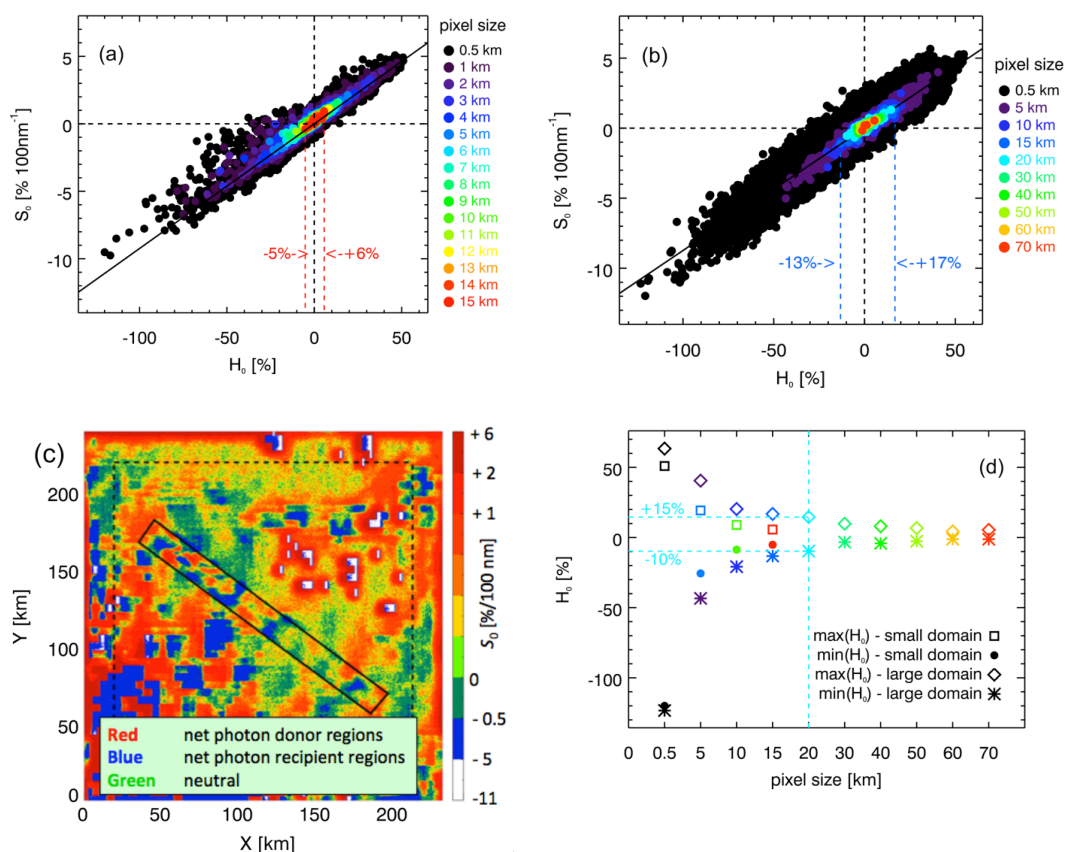 (a)
pixel size
0.5 km
1 km
2 km
3 km
4 km
5 km
6 km
7 km
8 km
9 km
10 km
11 km
12 km
13 km
14 km
15 km
5
0
-5
-10
S₀ [% 100nm⁻¹]
-5%->
<-+6%
-100
-50
0
50
H₀ [%]
(b)
pixel size
0.5 km
5 km
10 km
15 km
20 km
30 km
40 km
50 km
60 km
70 km
5
0
-5
-10
S₀ [% 100nm⁻¹]
-13%->
<-+17%
-100
-50
0
50
H₀ [%]
(c)
200
150
100
50
0
Y [km]
Red net photon donor regions
Blue net photon recipient regions
Green neutral
0
50
100
150
200
X [km]
+6
+2
+1
0
-0.5
-5
-11
S₀ [%/100 nm]
(d)
50
0
-50
-100
H₀ [%]
+15%
-10%
max(H₀) - small domain
min(H₀) - small domain
max(H₀) - large domain
min(H₀) - large domain
0
0.5
5
10
15
20
30
40
50
60
70
pixel size [km]